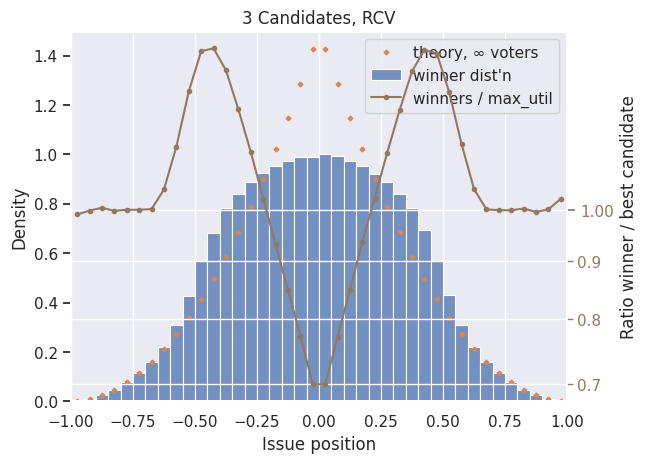 3 Candidates, RCV
theory, ∞ voters
winner dist'n
winners / max_util
1.4
1.2
1.0
0.8
0.6
0.4
0.2
0.0
Density
1.00
0.9
0.8
0.7
Ratio winner / best candidate
−1.00 −0.75 −0.50 −0.25 0.00 0.25 0.50 0.75 1.00
Issue position